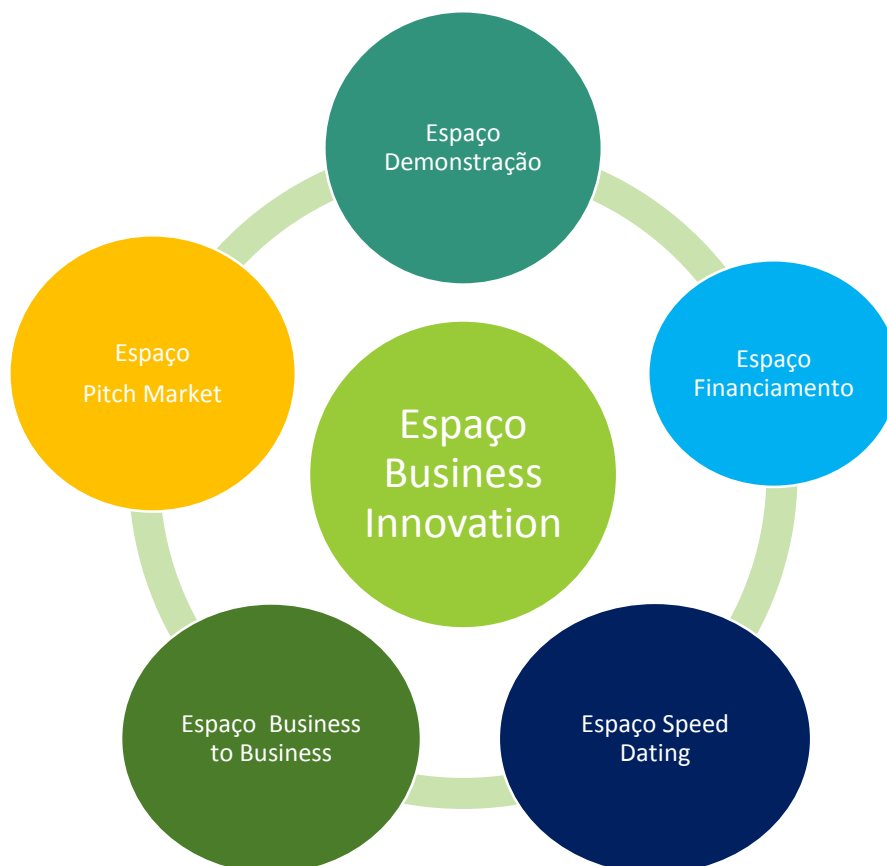 Espaço
Demonstração
Espaço
Pitch Market
Espaço
Financiamento
Espaço
Business
Innovation
Espaço Business
to Business
Espaço Speed
Dating